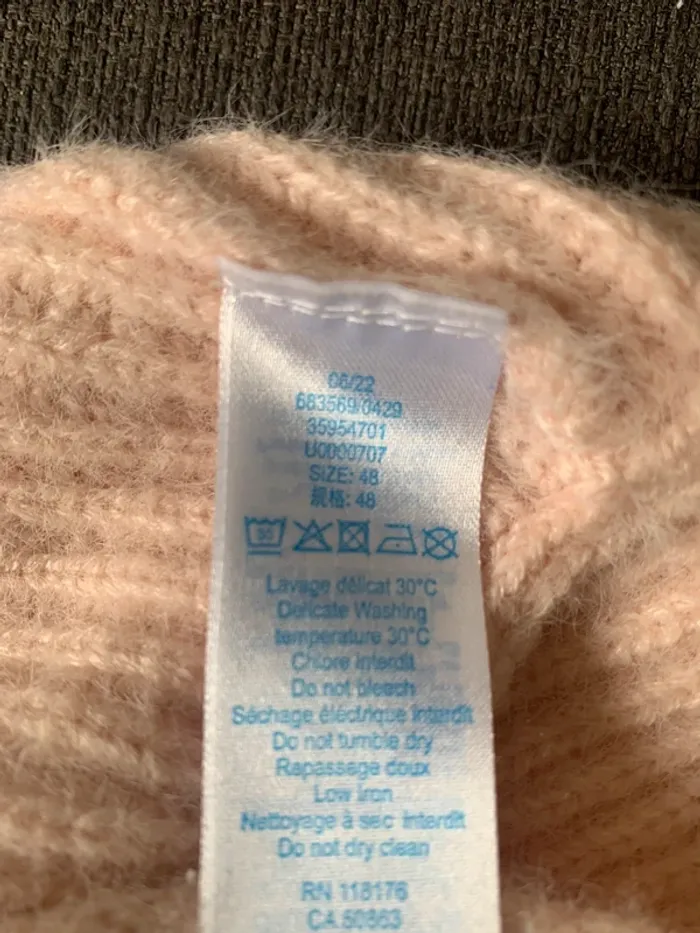 06/22
683569/0429
35954701
U0000707
SIZE: 48
规格: 48
30
Lavage délicat 30°C
Delicate Washing
temperature 30°C
Chlore interdit
Do not bleach
Séchage électrique interdit
Do not tumble dry
Repassage doux
Low iron
Nettoyage à sec interdit
Do not dry clean
RN 118176
CA 50863